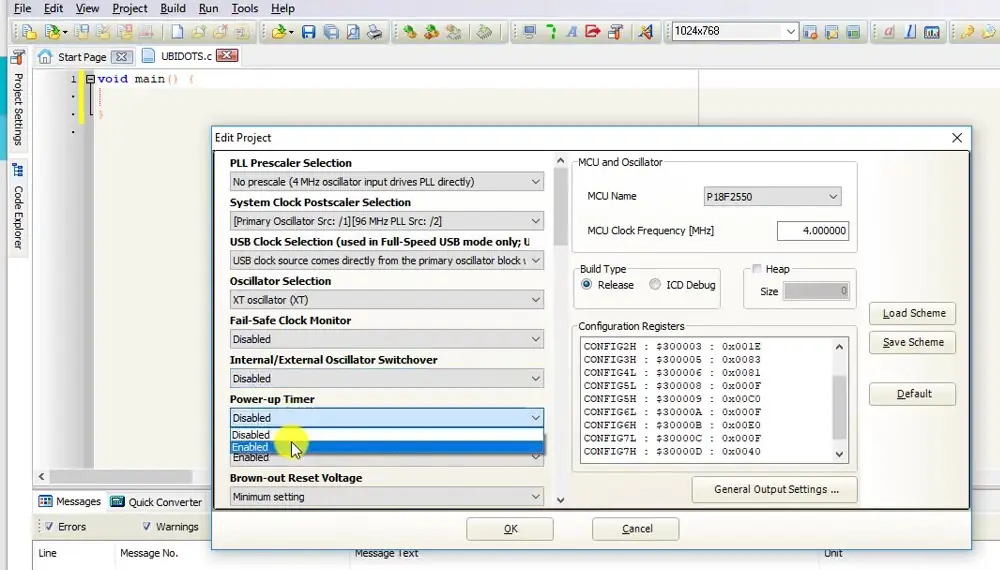 File Edit View Project Build Run Tools Help
1024x768
Start Page UBIDOTS.c
Project Settings
Code Explorer
1 void main() {
}
Edit Project
PLL Prescaler Selection
No prescale (4 MHz oscillator input drives PLL directly)
System Clock Postscaler Selection
[Primary Oscillator Src: /1][96 MHz PLL Src: /2]
USB Clock Selection (used in Full-Speed USB mode only; U
USB clock source comes directly from the primary oscillator block
Oscillator Selection
XT oscillator (XT)
Fail-Safe Clock Monitor
Disabled
Internal/External Oscillator Switchover
Disabled
Power-up Timer
Disabled
Disabled
Enabled
Enabled
Brown-out Reset Voltage
Minimum setting
MCU and Oscillator
MCU Name P18F2550
MCU Clock Frequency [MHz] 4.000000
Build Type
Release ICD Debug
Heap
Size 0
Configuration Registers
CONFIG2H : $300003 : 0x001E
CONFIG3H : $300005 : 0x0083
CONFIG4L : $300006 : 0x0081
CONFIG5L : $300008 : 0x000F
CONFIG5H : $300009 : 0x00C0
CONFIG6L : $30000A : 0x000F
CONFIG6H : $30000B : 0x00E0
CONFIG7L : $30000C : 0x000F
CONFIG7H : $30000D : 0x0040
General Output Settings ...
Load Scheme
Save Scheme
Default
OK Cancel
Messages Quick Converter
Errors Warnings
Line Message No. Message Text Unit